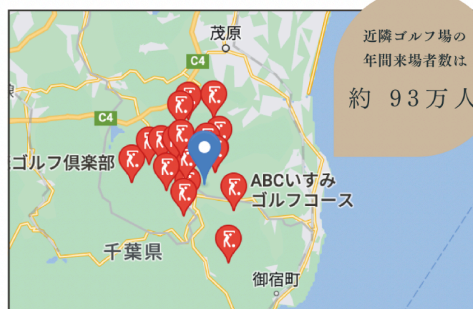 近隣ゴルフ場の
年間来場者数は
約 93万人
茂原
C4
C4
ゴルフ倶楽部
ABCいすみ
ゴルフコース
千葉県
御宿町